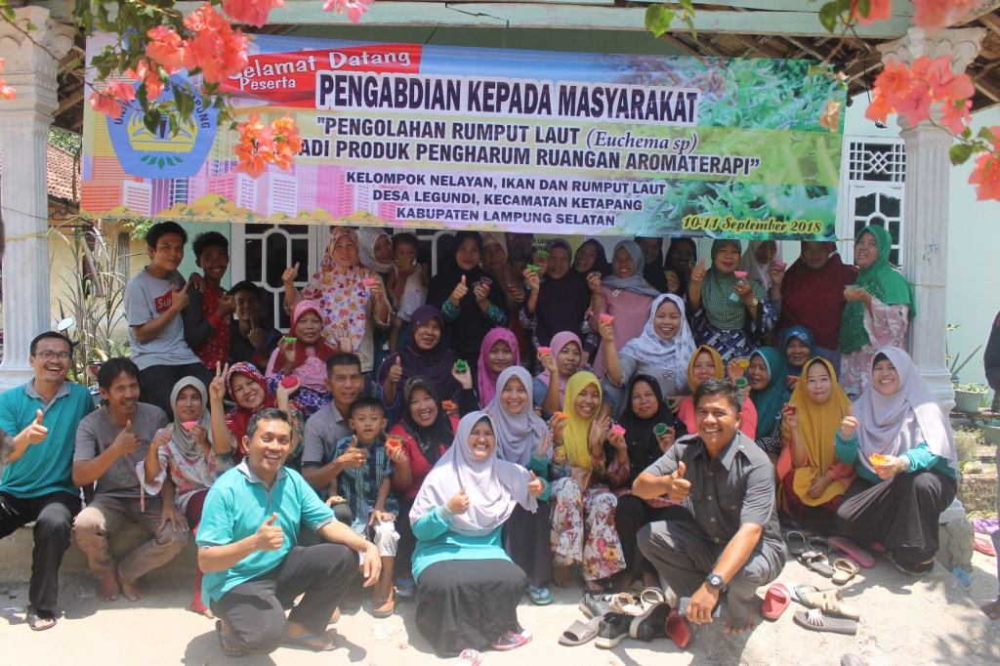 Selamat Datang
Peserta
PENGABDIAN KEPADA MASYARAKAT
"PENGOLAHAN RUMPUT LAUT (Euchema sp)
ADI PRODUK PENGHARUM RUANGAN AROMATERAPI"
KELOMPOK NELAYAN, IKAN DAN RUMPUT LAUT
DESA LEGUNDI, KECAMATAN KETAPANG
KABUPATEN LAMPUNG SELATAN
10-11 September 2018